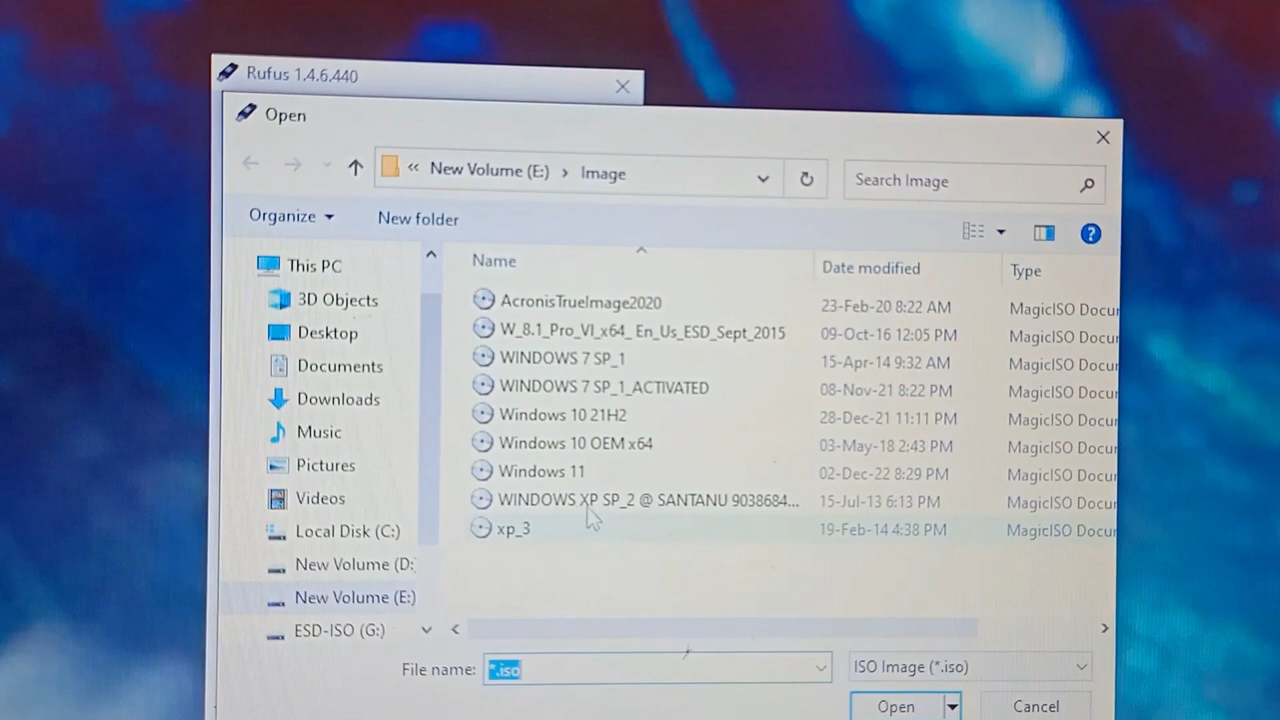 Rufus 1.4.6.440
Open
« New Volume (E:) › Image
Search Image
Organize
New folder
This PC
3D Objects
Desktop
Documents
Downloads
Music
Pictures
Videos
Local Disk (C:)
New Volume (D:
New Volume (E:)
ESD-ISO (G:)
Name Date modified Type
AcronisTrueImage2020 23-Feb-20 8:22 AM MagicISO Docu
W_8.1_Pro_VI_x64_ En_Us_ESD_Sept_2015 09-Oct-16 12:05 PM MagicISO Docu
WINDOWS 7 SP_1 15-Apr-14 9:32 AM MagicISO Docu
WINDOWS 7 SP_1_ACTIVATED 08-Nov-21 8:22 PM MagicISO Docu
Windows 10 21H2 28-Dec-21 11:11 PM MagicISO Docu
Windows 10 OEM x64 03-May-18 2:43 PM MagicISO Docu
Windows 11 02-Dec-22 8:29 PM MagicISO Docu
WINDOWS XP SP_2 @ SANTANU 9038684... 15-Jul-13 6:13 PM MagicISO Docu
xp_3 19-Feb-14 4:38 PM MagicISO Docu
File name: *.iso ISO Image (*.iso)
Open Cancel